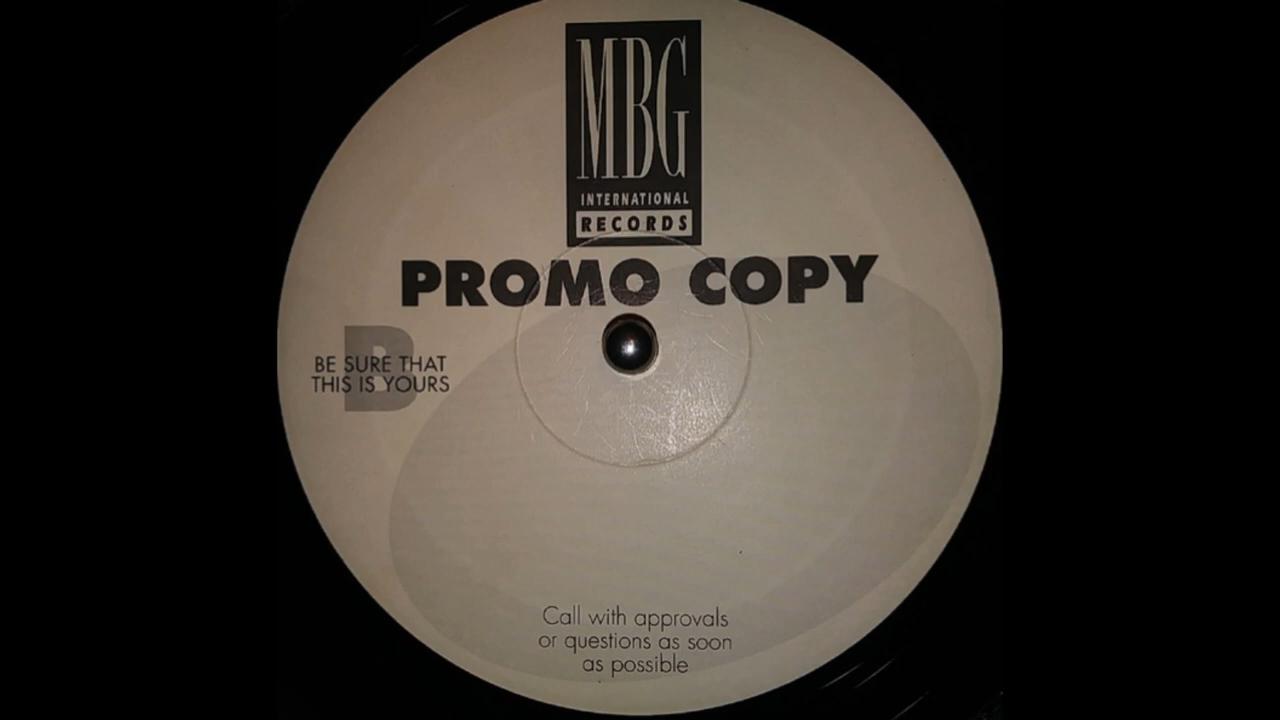 MBG
INTERNATIONAL
RECORDS
PROMO COPY
B
BE SURE THAT
THIS IS YOURS
Call with approvals
or questions as soon
as possible